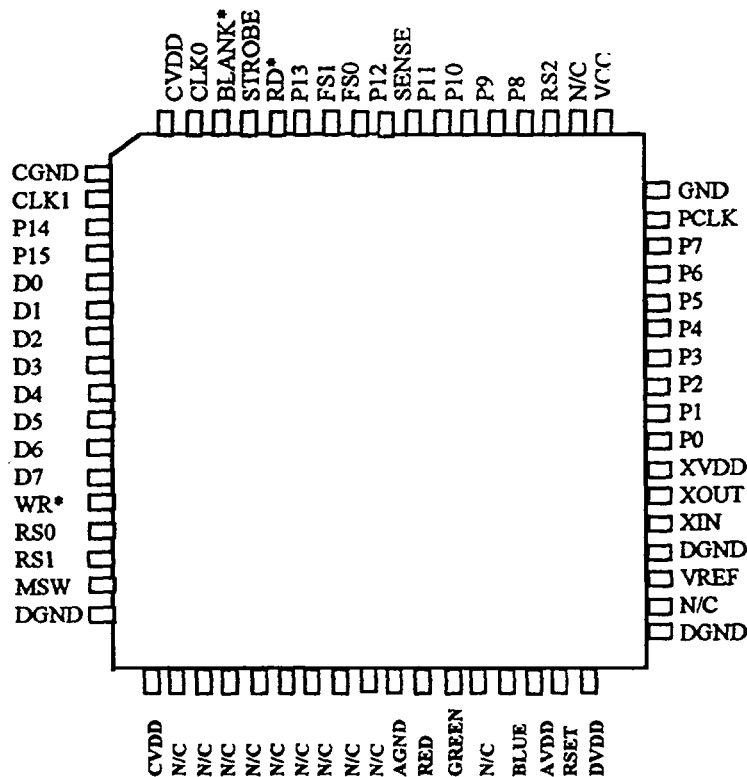 CVDD
CLK0
BLANK*
STROBE
RD*
P13
FS1
FS0
P12
SENSE
P11
P10
P9
P8
RS2
N/C
VCC
CGND
CLK1
P14
P15
D0
D1
D2
D3
D4
D5
D6
D7
WR*
RS0
RS1
MSW
DGND
GND
PCLK
P7
P6
P5
P4
P3
P2
P1
P0
XVDD
XOUT
XIN
DGND
VREF
N/C
DGND
CVDD
N/C
N/C
N/C
N/C
N/C
N/C
N/C
N/C
AGND
RED
GREEN
N/C
BLUE
AVDD
RSET
DVDD